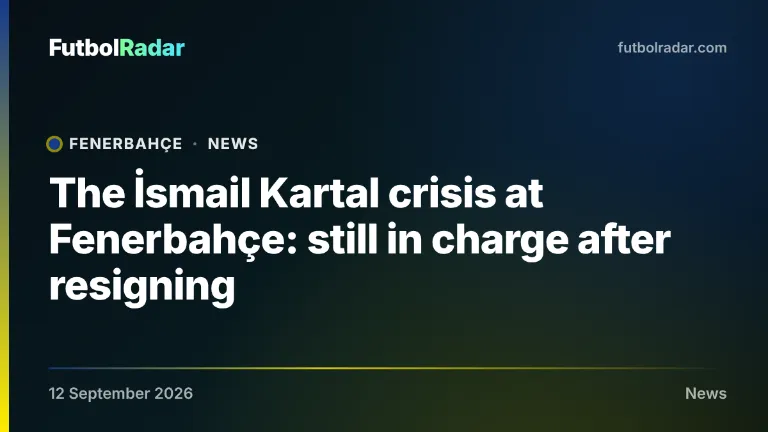 FutbolRadar
futbolradar.com
FENERBAHÇE · NEWS
The İsmail Kartal crisis at
Fenerbahçe: still in charge after
resigning
12 September 2026
News